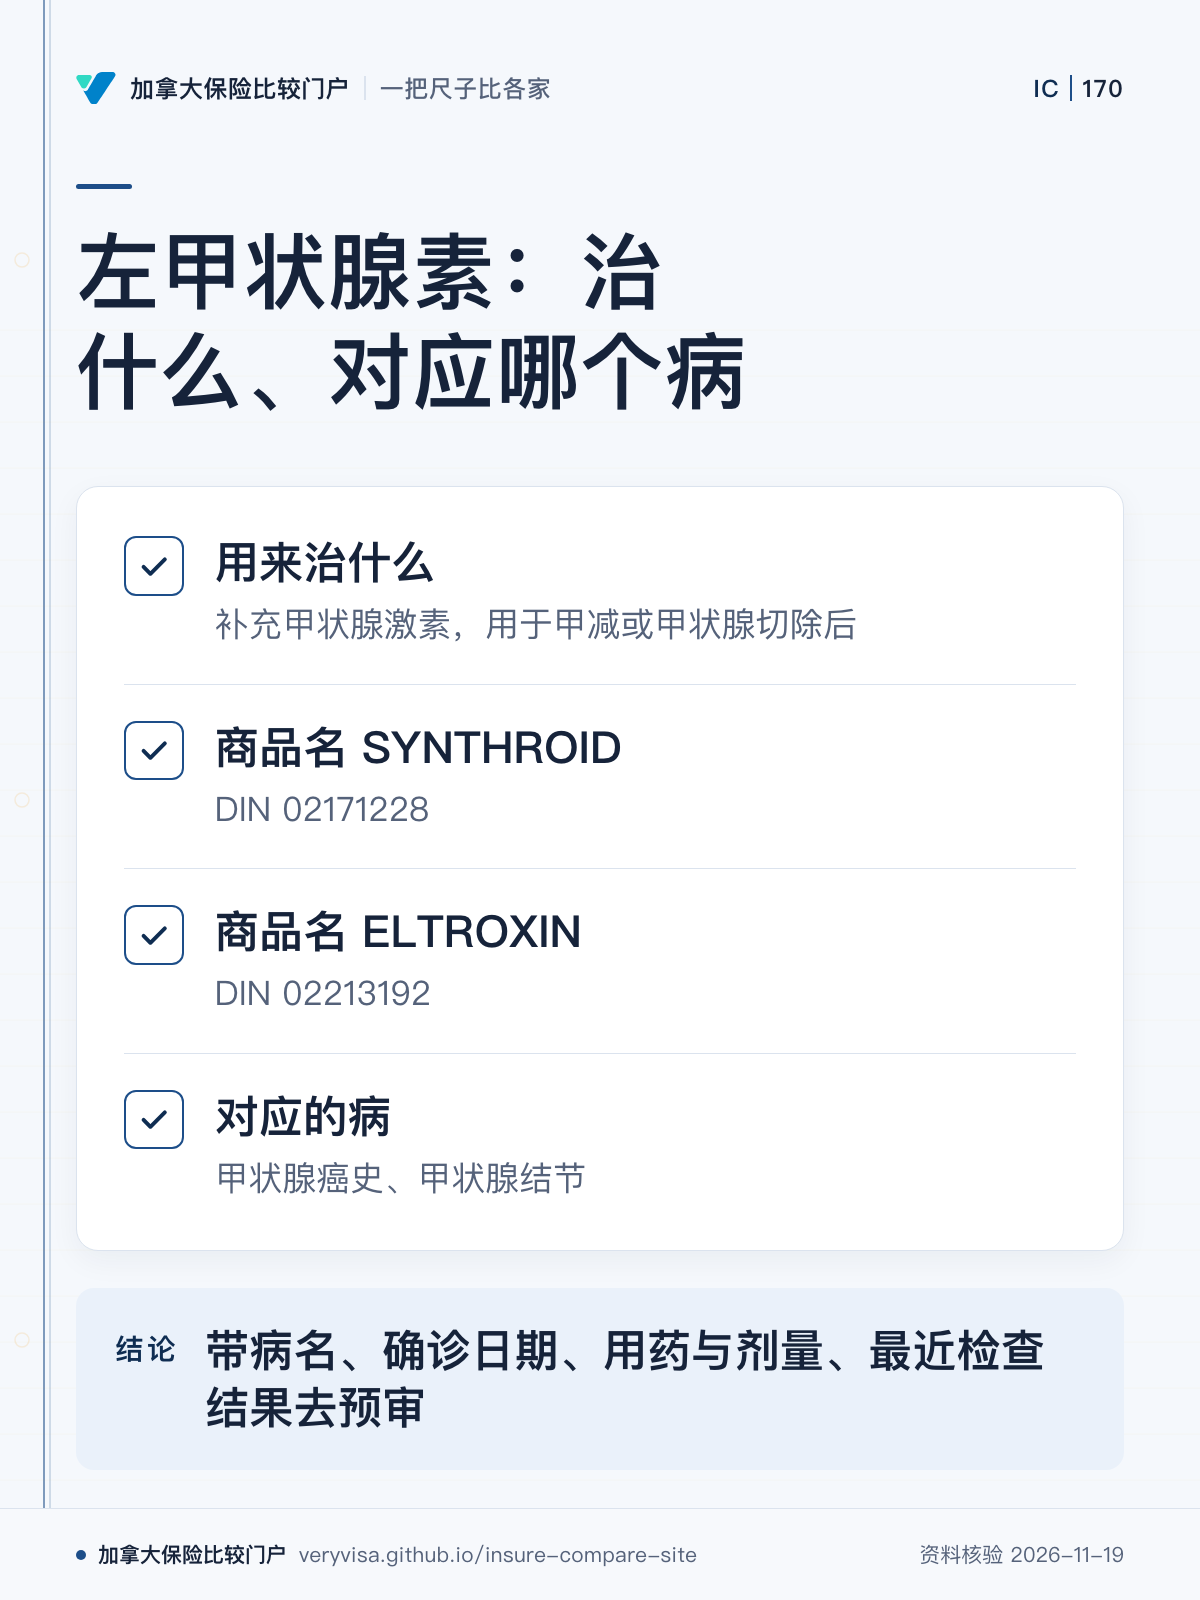 加拿大保险比较门户 一把尺子比各家
IC 170
左甲状腺素：治
什么、对应哪个病
用来治什么
补充甲状腺激素，用于甲减或甲状腺切除后
商品名 SYNTHROID
DIN 02171228
商品名 ELTROXIN
DIN 02213192
对应的病
甲状腺癌史、甲状腺结节
结论 带病名、确诊日期、用药与剂量、最近检查
结果去预审
加拿大保险比较门户 veryvisa.github.io/insure-compare-site
资料核验 2026-11-19